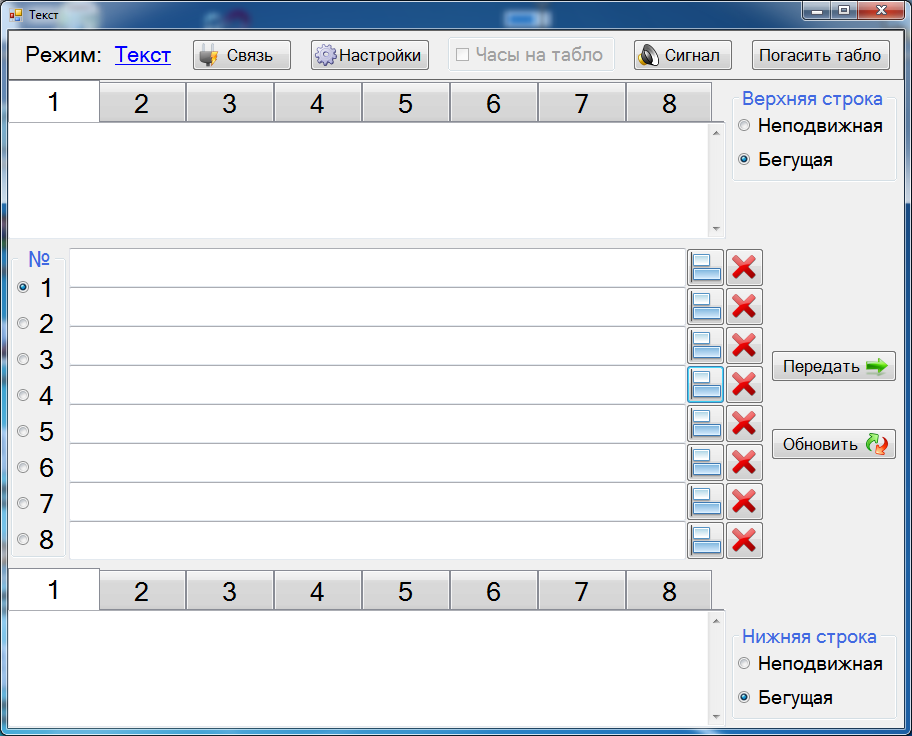 Текст
Режим: Текст Связь Настройки Часы на табло Сигнал Погасить табло
1 2 3 4 5 6 7 8
Верхняя строка
Неподвижная
Бегущая
№
1
2
3
4
5
6
7
8
Передать
Обновить
1 2 3 4 5 6 7 8
Нижняя строка
Неподвижная
Бегущая